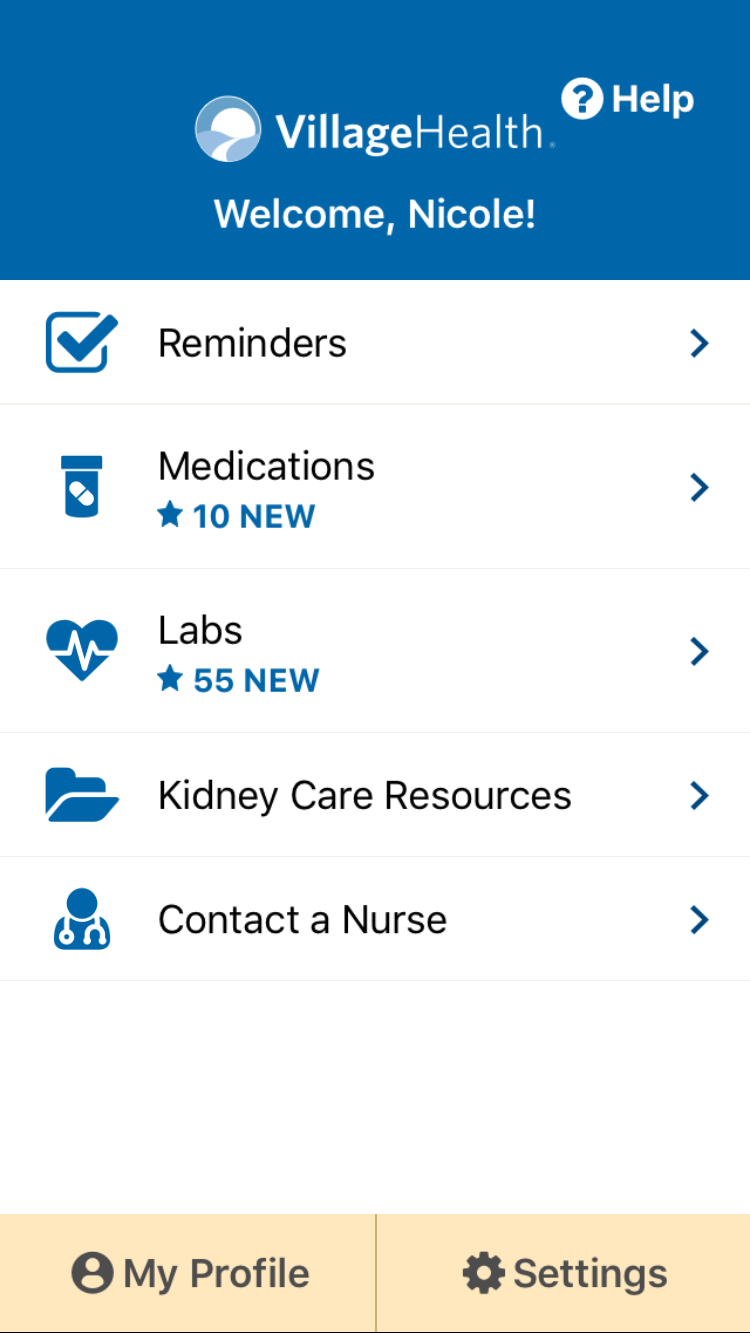 Help
VillageHealth
Welcome, Nicole!
Reminders
Medications
★ 10 NEW
Labs
★ 55 NEW
Kidney Care Resources
Contact a Nurse
My Profile
Settings